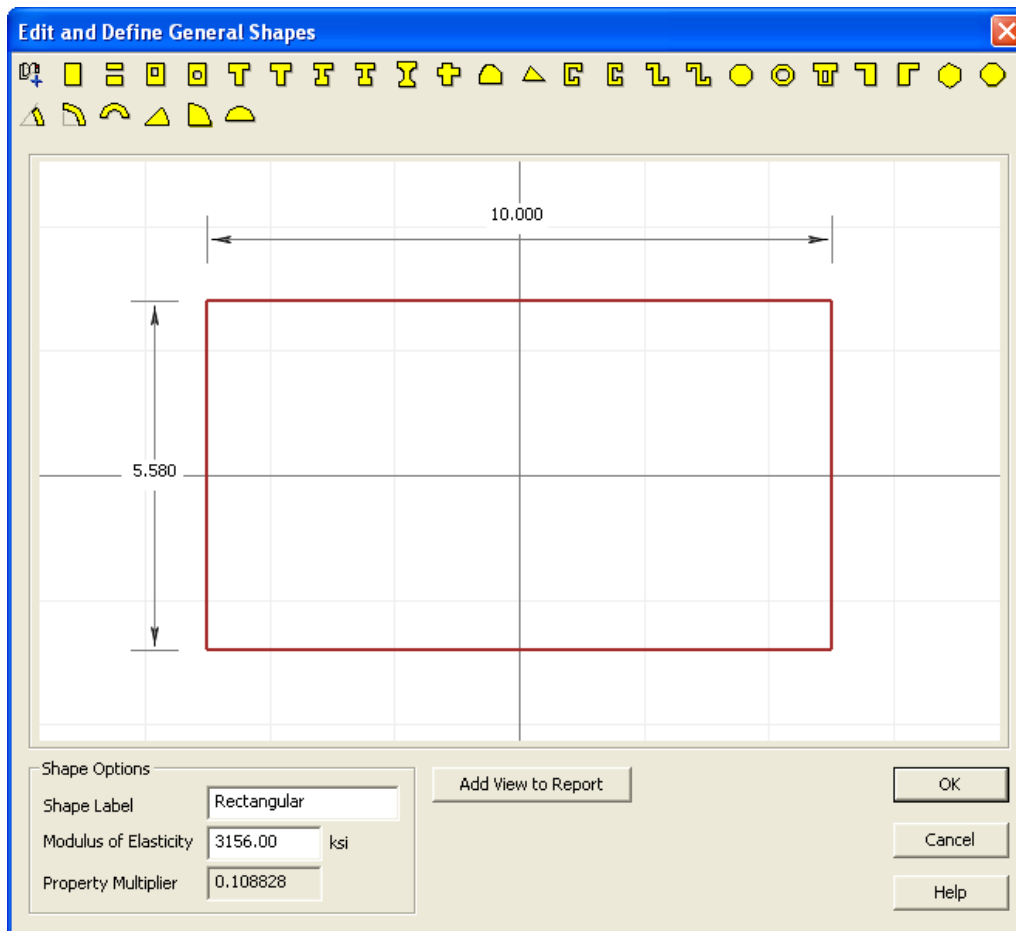 Edit and Define General Shapes
10.000
5.580
Shape Options
Shape Label Rectangular
Modulus of Elasticity 3156.00 ksi
Property Multiplier 0.108828
Add View to Report
OK
Cancel
Help